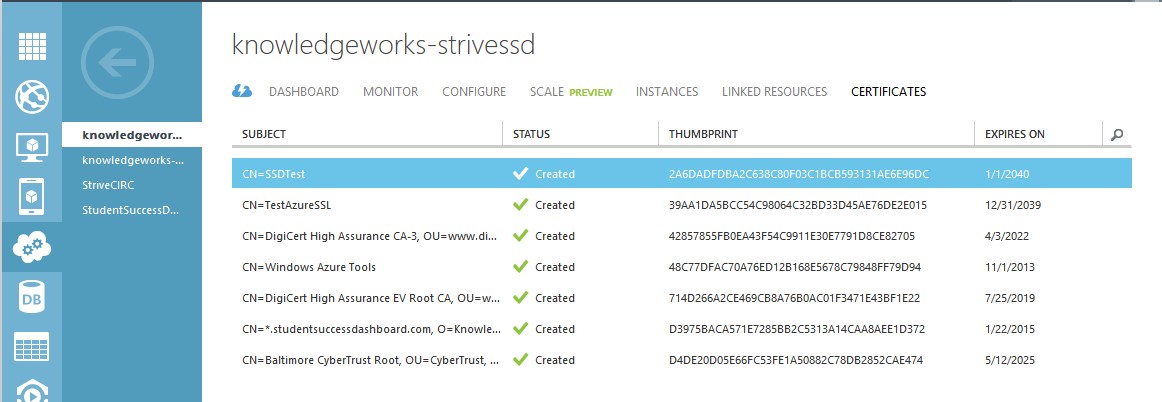 knowledgeworks-strivessd
DASHBOARD MONITOR CONFIGURE SCALE PREVIEW INSTANCES LINKED RESOURCES CERTIFICATES
knowledgewor...
knowledgeworks-...
StriveCIRC
StudentSuccessD...
DB
SUBJECT STATUS THUMBPRINT EXPIRES ON
CN=SSDTest Created 2A6DADFDBA2C638C80F03C1BCB593131AE6E96DC 1/1/2040
CN=TestAzureSSL Created 39AA1DA5BCC54C98064C32BD33D45AE76DE2E015 12/31/2039
CN=DigiCert High Assurance CA-3, OU=www.di... Created 42857855FB0EA43F54C9911E30E7791D8CE82705 4/3/2022
CN=Windows Azure Tools Created 48C77DFAC70A76ED12B168E5678C79848FF79D94 11/1/2013
CN=DigiCert High Assurance EV Root CA, OU=w... Created 714D266A2CE469CB8A76B0AC01F3471E43BF1E22 7/25/2019
CN=*.studentsuccessdashboard.com, O=Knowle... Created D3975BACA571E7285BB2C5313A14CAA8AEE1D372 1/22/2015
CN=Baltimore CyberTrust Root, OU=CyberTrust, ... Created D4DE20D05E66FC53FE1A50882C78DB2852CAE474 5/12/2025